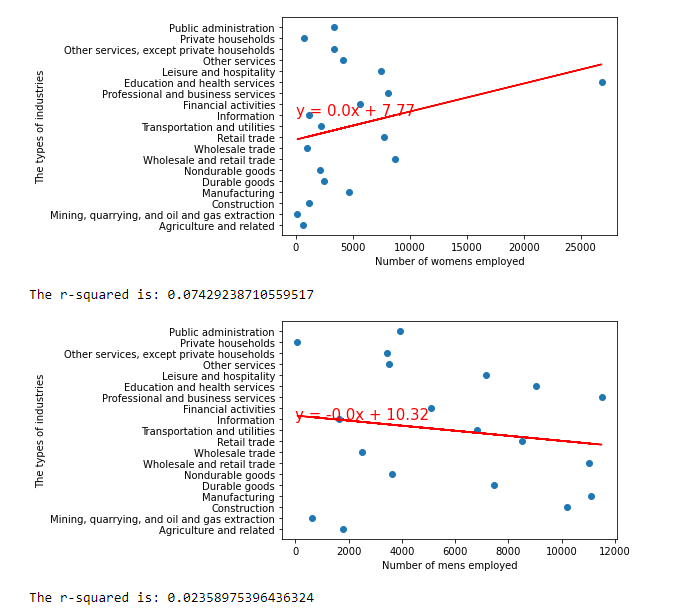 Public administration
Private households
Other services, except private households
Other services
Leisure and hospitality
Education and health services
Professional and business services
Financial activities
Information
Transportation and utilities
Retail trade
Wholesale trade
Wholesale and retail trade
Nondurable goods
Durable goods
Manufacturing
Construction
Mining, quarrying, and oil and gas extraction
Agriculture and related
The types of industries
y = 0.0x + 7.77
0 5000 10000 15000 20000 25000
Number of womens employed
The r-squared is: 0.07429238710559517
Public administration
Private households
Other services, except private households
Other services
Leisure and hospitality
Education and health services
Professional and business services
Financial activities
Information
Transportation and utilities
Retail trade
Wholesale trade
Wholesale and retail trade
Nondurable goods
Durable goods
Manufacturing
Construction
Mining, quarrying, and oil and gas extraction
Agriculture and related
The types of industries
y = -0.0x + 10.32
0 2000 4000 6000 8000 10000 12000
Number of mens employed
The r-squared is: 0.02358975396436324